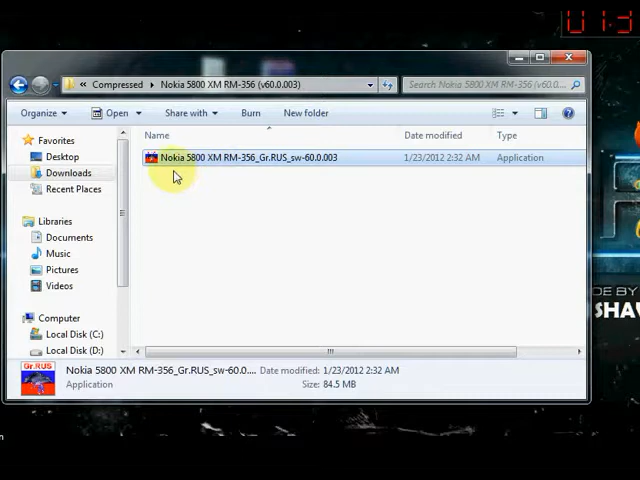 Compressed Nokia 5800 XM RM-356 (v60.0.003) Search Nokia 5800 XM RM-356 (v60.0....
Organize Open Share with Burn New folder
Favorites
Desktop
Downloads
Recent Places
Libraries
Documents
Music
Pictures
Videos
Computer
Local Disk (C:)
Local Disk (D:)
Name Date modified Type
Nokia 5800 XM RM-356_Gr.RUS_sw-60.0.003 1/23/2012 2:32 AM Application
Gr.RUS
Nokia 5800 XM RM-356_Gr.RUS_sw-60.0.... Date modified: 1/23/2012 2:32 AM
Application Size: 84.5 MB
DE BY
SHAV